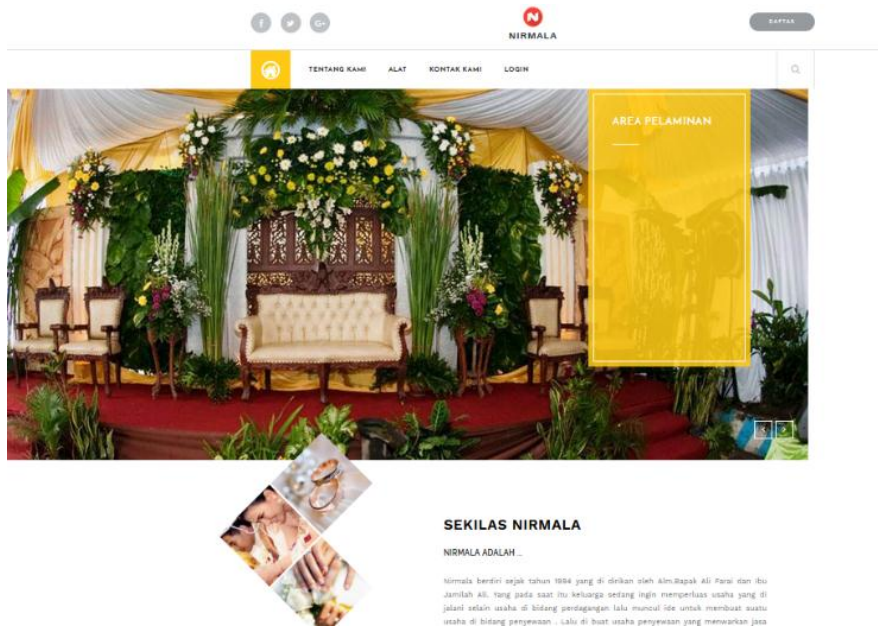 f
G+
N
NIRMALA
DAFTAR
TENTANG KAMI ALAT KONTAK KAMI LOGIN
AREA PELAMINAN
SEKILAS NIRMALA
NIRMALA ADALAH ...
Nirmala berdiri sejak tahun 1994 yang di dirikan oleh Alm.Bapak Ali Parai dan Ibu
Jamilah Ali. Yang pada saat itu keluarga sedang ingin memperluas usaha yang di
jalani selain usaha di bidang perdagangan lalu muncul ide untuk membuat suatu
usaha di bidang penyewaan . Lalu di buat usaha penyewaan yang menwarkan jasa